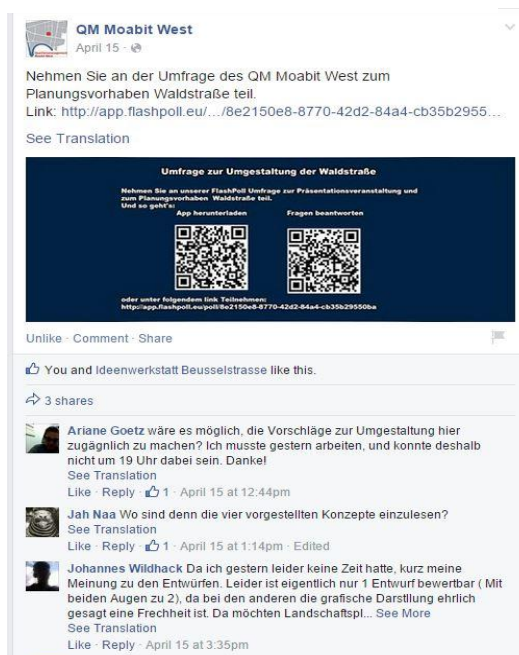 QM Moabit West
April 15 ·
Nehmen Sie an der Umfrage des QM Moabit West zum
Planungsvorhaben Waldstraße teil.
Link: http://app.flashpoll.eu/…/8e2150e8-8770-42d2-84a4-cb35b2955…
See Translation
Umfrage zur Umgestaltung der Waldstraße
Nehmen Sie an unserer FlashPoll Umfrage zur Präsentationsveranstaltung und
zum Planungsvorhaben Waldstraße teil.
Und so geht's:
App herunterladen Fragen beantworten
oder unter folgendem link Teilnehmen:
http://app.flashpoll.eu/poll/8e2150e8-8770-42d2-84a4-cb35b29550ba
Unlike · Comment · Share
You and Ideenwerkstatt Beusselstrasse like this.
3 shares
Ariane Goetz wäre es möglich, die Vorschläge zur Umgestaltung hier
zugägnlich zu machen? Ich musste gestern arbeiten, und konnte deshalb
nicht um 19 Uhr dabei sein. Danke!
See Translation
Like · Reply · 1 · April 15 at 12:44pm
Jah Naa Wo sind denn die vier vorgestellten Konzepte einzulesen?
See Translation
Like · Reply · 1 · April 15 at 1:14pm · Edited
Johannes Wildhack Da ich gestern leider keine Zeit hatte, kurz meine
Meinung zu den Entwürfen. Leider ist eigentlich nur 1 Entwurf bewertbar ( Mit
beiden Augen zu 2), da bei den anderen die grafische Darstllung ehrlich
gesagt eine Frechheit ist. Da möchten Landschaftspl... See More
See Translation
Like · Reply · April 15 at 3:35pm